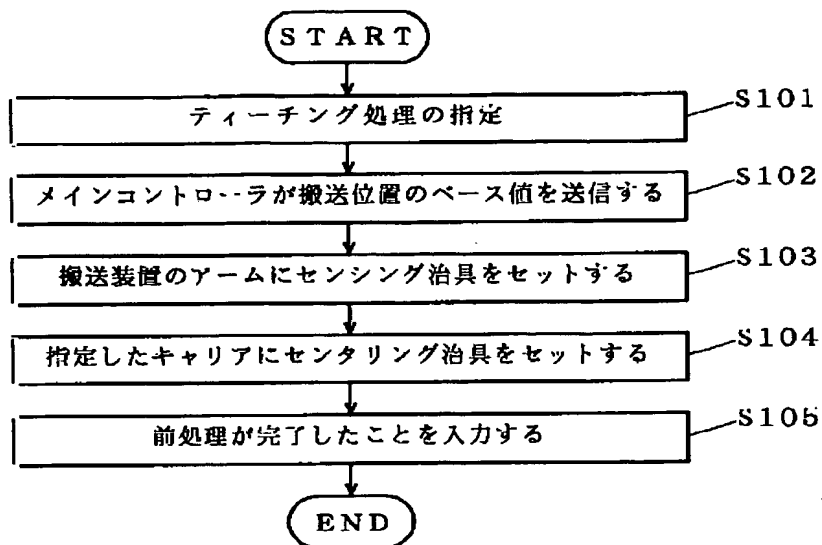 START
ティーチング処理の指定
S101
メインコントローラが搬送位置のベース値を送信する
S102
搬送装置のアームにセンシング治具をセットする
S103
指定したキャリアにセンタリング治具をセットする
S104
前処理が完了したことを入力する
S105
END